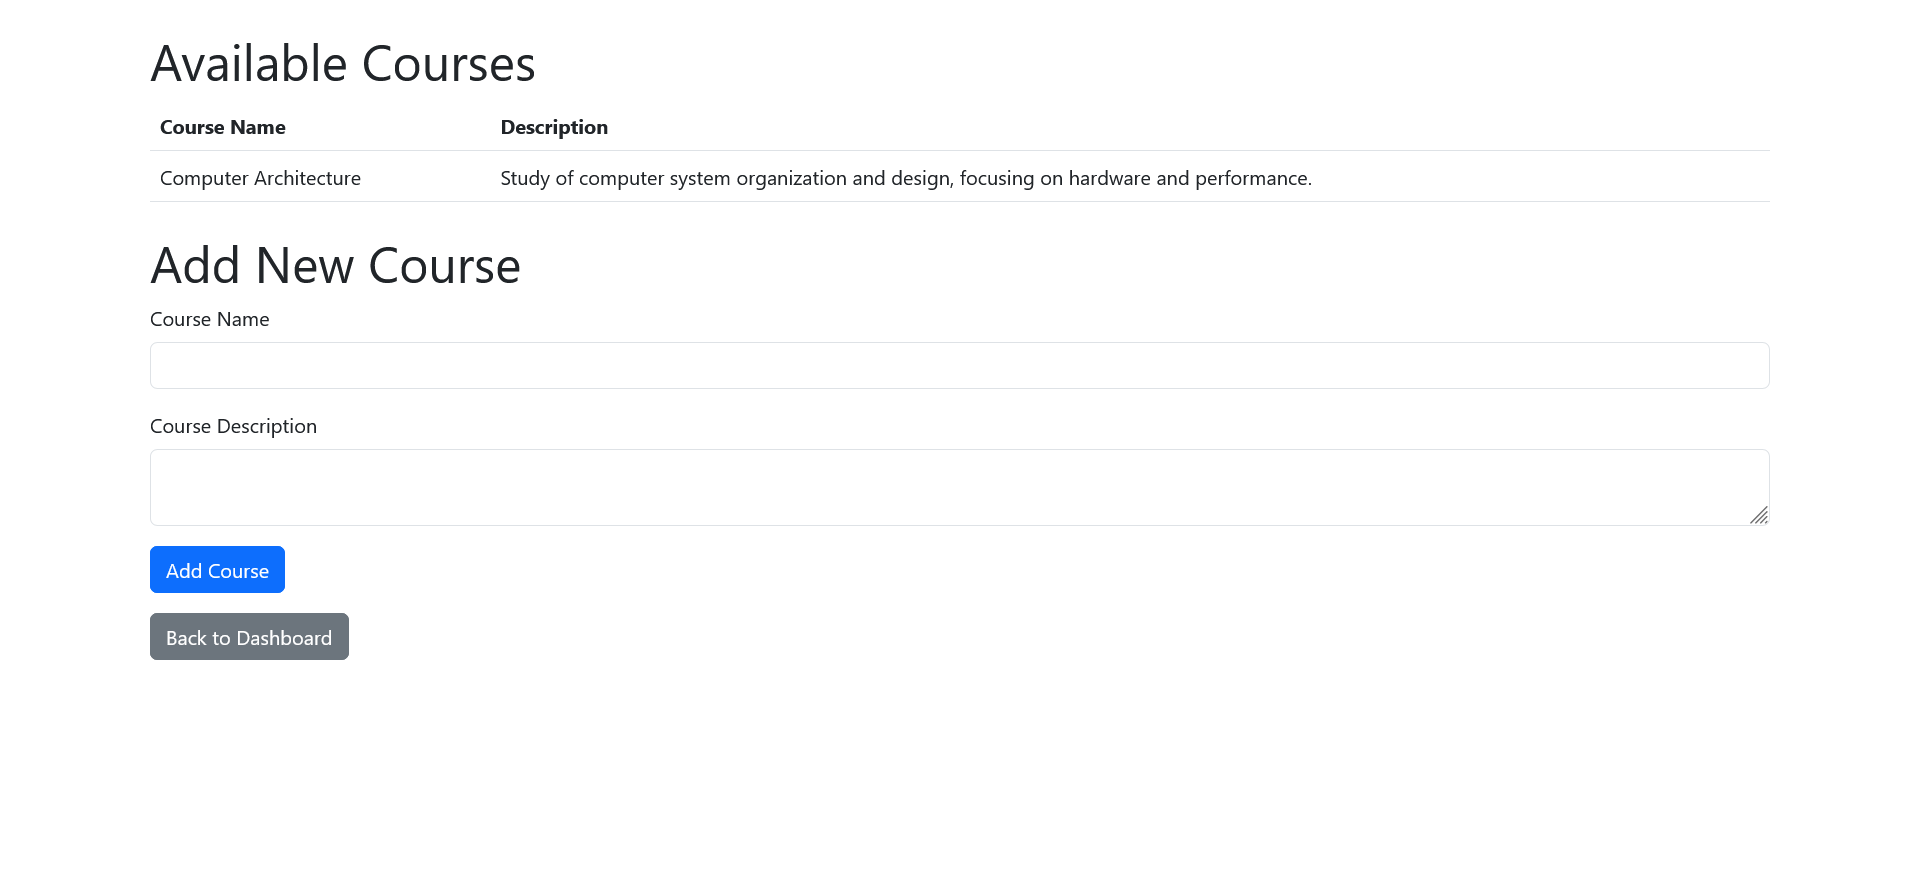 Available Courses
Course Name Description
Computer Architecture Study of computer system organization and design, focusing on hardware and performance.
Add New Course
Course Name
Course Description
Add Course
Back to Dashboard